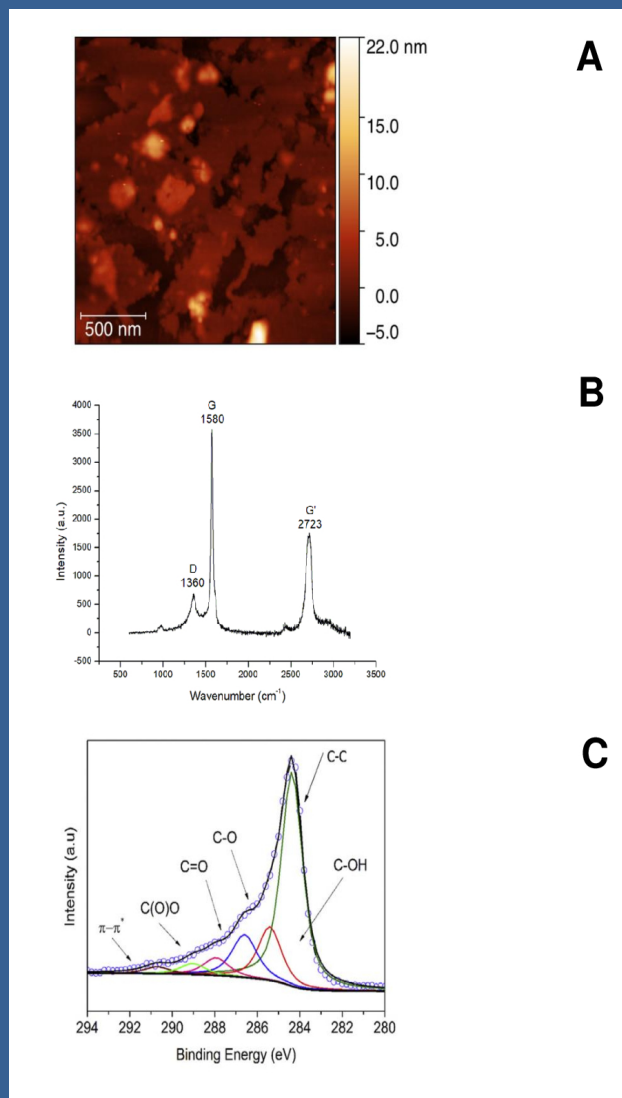 A
22.0 nm
15.0
10.0
5.0
0.0
−5.0
500 nm
B
Intensity (a.u.)
4000
3500
3000
2500
2000
1500
1000
500
0
-500
G
1580
G'
2723
D
1360
500 1000 1500 2000 2500 3000 3500
Wavenumber (cm⁻¹)
C
Intensity (a.u)
C-C
C-O
C=O
C-OH
C(O)O
π−π*
294 292 290 288 286 284 282 280
Binding Energy (eV)